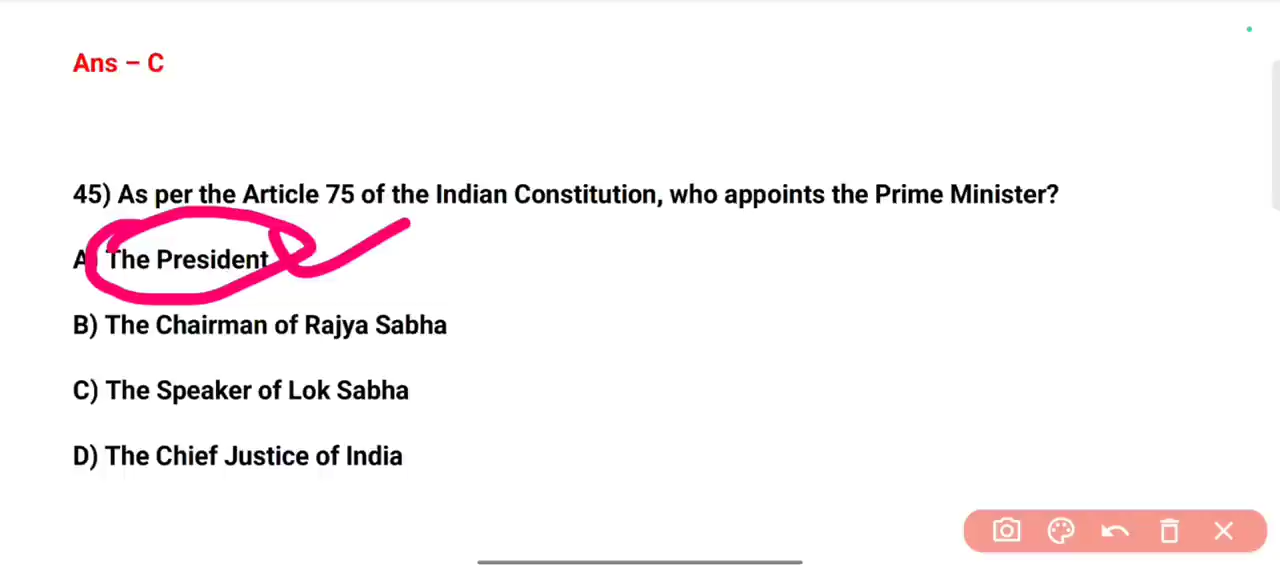 Ans – C
45) As per the Article 75 of the Indian Constitution, who appoints the Prime Minister?
A) The President
B) The Chairman of Rajya Sabha
C) The Speaker of Lok Sabha
D) The Chief Justice of India